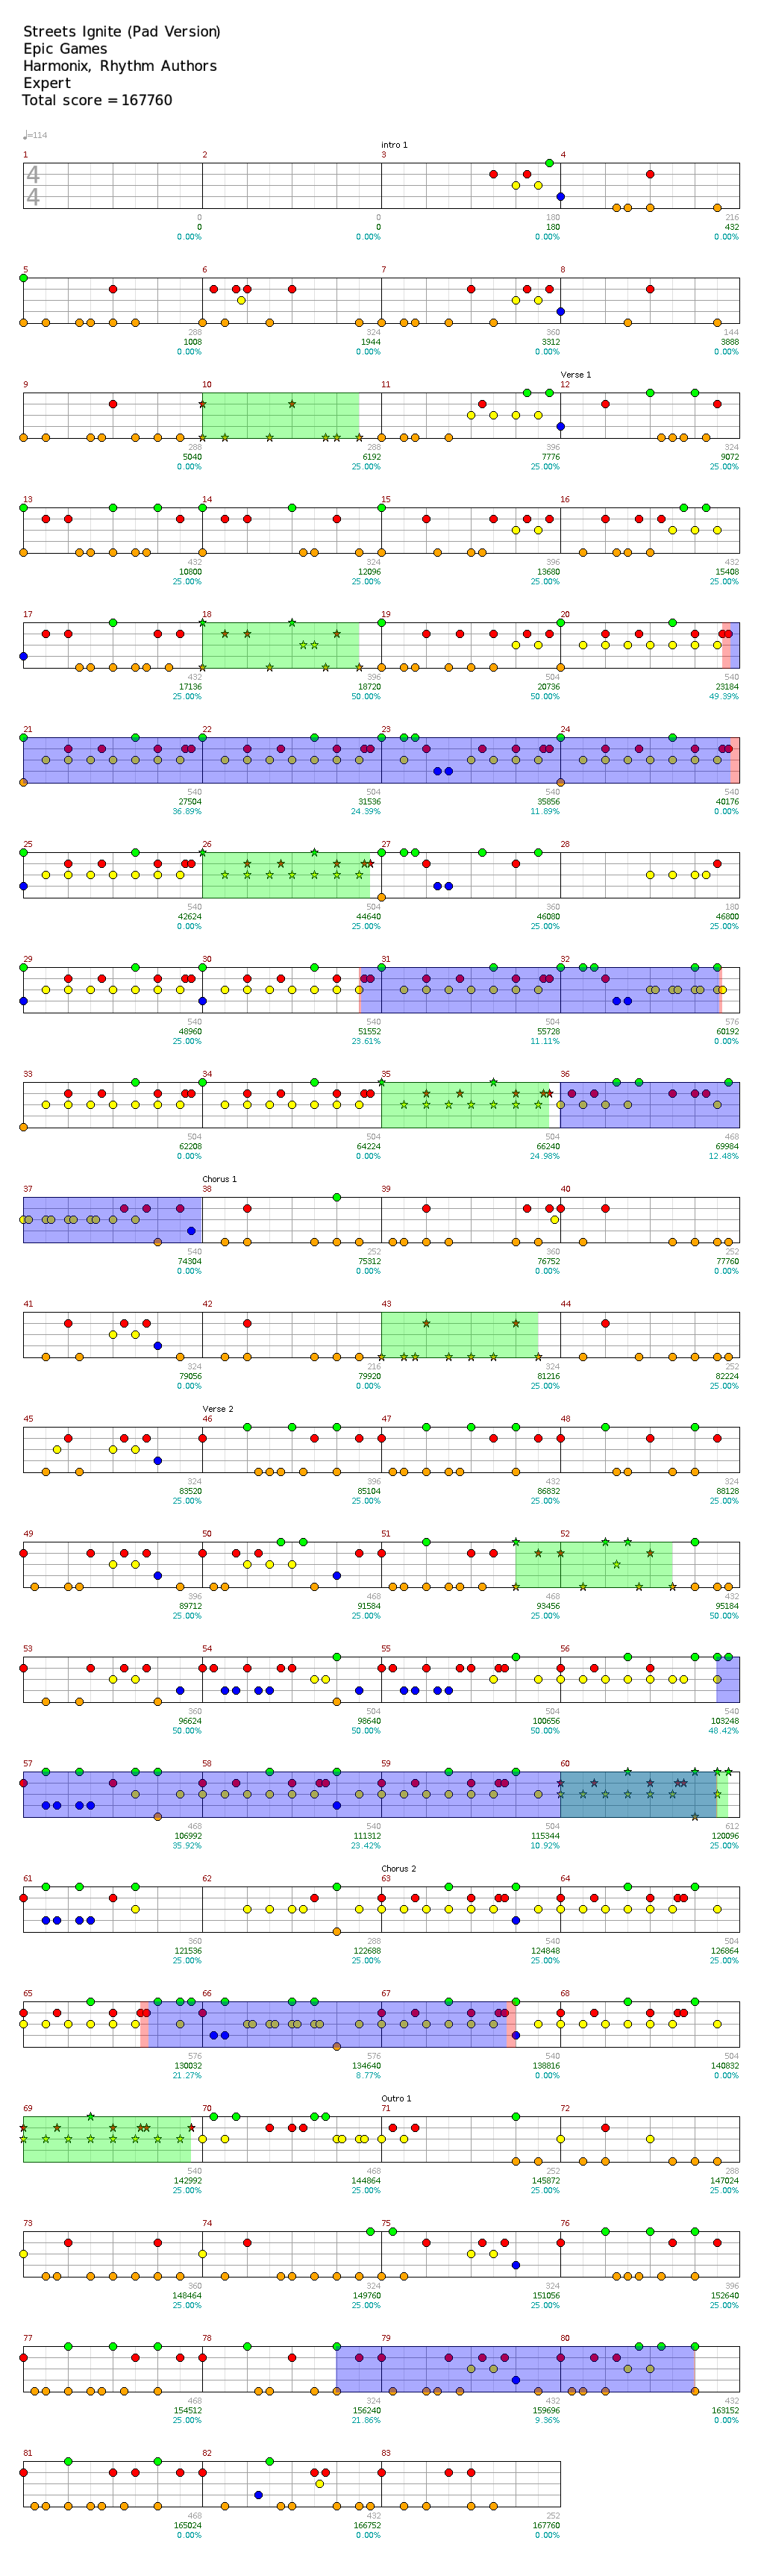 Streets Ignite (Pad Version)
Epic Games
Harmonix, Rhythm Authors
Expert
Total score = 167760
♩=114
intro 1
1 2 3 4
4
4
0 0 180 216
0 0 180 432
0.00% 0.00% 0.00% 0.00%
5 6 7 8
288 324 360 144
1008 1944 3312 3888
0.00% 0.00% 0.00% 0.00%
Verse 1
9 10 11 12
288 288 396 324
5040 6192 7776 9072
0.00% 25.00% 25.00% 25.00%
13 14 15 16
432 324 396 432
10800 12096 13680 15408
25.00% 25.00% 25.00% 25.00%
17 18 19 20
432 396 504 540
17136 18720 20736 23184
25.00% 50.00% 50.00% 49.39%
21 22 23 24
540 504 540 540
27504 31536 35856 40176
36.89% 24.39% 11.89% 0.00%
25 26 27 28
540 504 360 180
42624 44640 46080 46800
0.00% 25.00% 25.00% 25.00%
29 30 31 32
540 540 504 576
48960 51552 55728 60192
25.00% 23.61% 11.11% 0.00%
33 34 35 36
504 504 504 468
62208 64224 66240 69984
0.00% 0.00% 24.98% 12.48%
Chorus 1
37 38 39 40
540 252 360 252
74304 75312 76752 77760
0.00% 0.00% 0.00% 0.00%
41 42 43 44
324 216 324 252
79056 79920 81216 82224
0.00% 0.00% 25.00% 25.00%
Verse 2
45 46 47 48
324 396 432 324
83520 85104 86832 88128
25.00% 25.00% 25.00% 25.00%
49 50 51 52
396 468 468 432
89712 91584 93456 95184
25.00% 25.00% 25.00% 50.00%
53 54 55 56
360 504 504 540
96624 98640 100656 103248
50.00% 50.00% 50.00% 48.42%
57 58 59 60
468 540 504 612
106992 111312 115344 120096
35.92% 23.42% 10.92% 25.00%
Chorus 2
61 62 63 64
360 288 540 504
121536 122688 124848 126864
25.00% 25.00% 25.00% 25.00%
65 66 67 68
576 576 540 504
130032 134640 138816 140832
21.27% 8.77% 0.00% 0.00%
Outro 1
69 70 71 72
540 468 252 288
142992 144864 145872 147024
25.00% 25.00% 25.00% 25.00%
73 74 75 76
360 324 324 396
148464 149760 151056 152640
25.00% 25.00% 25.00% 25.00%
77 78 79 80
468 324 432 432
154512 156240 159696 163152
25.00% 21.86% 9.36% 0.00%
81 82 83
468 432 252
165024 166752 167760
0.00% 0.00% 0.00%